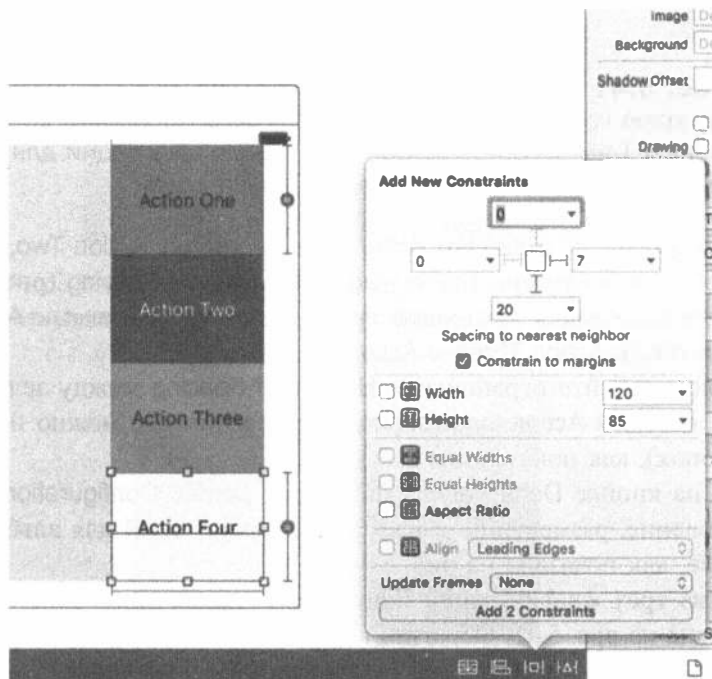 Image De
Background De
Shadow Offset
Drawing
Action One
Action Two
Action Three
Action Four
Add New Constraints
0
0
7
20
Spacing to nearest neighbor
Constrain to margins
Width 120
Height 85
Equal Widths
Equal Heights
Aspect Ratio
Align Leading Edges
Update Frames None
Add 2 Constraints